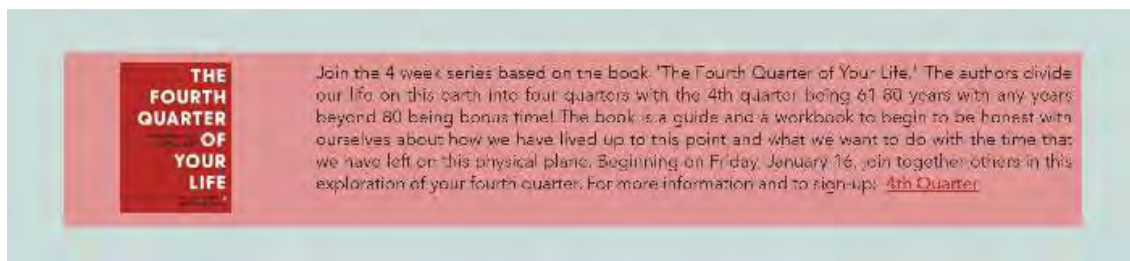 THE
FOURTH
QUARTER
OF
YOUR
LIFE
Join the 4 week series based on the book "The Fourth Quarter of Your Life." The authors divide
our life on this earth into four quarters with the 4th quarter being 61-80 years with any years
beyond 80 being bonus time! The book is a guide and a workbook to begin to be honest with
ourselves about how we have lived up to this point and what we want to do with the time that
we have left on this physical plane. Beginning on Friday, January 16, join together others in this
exploration of your fourth quarter. For more information and to sign-up: 4th Quarter